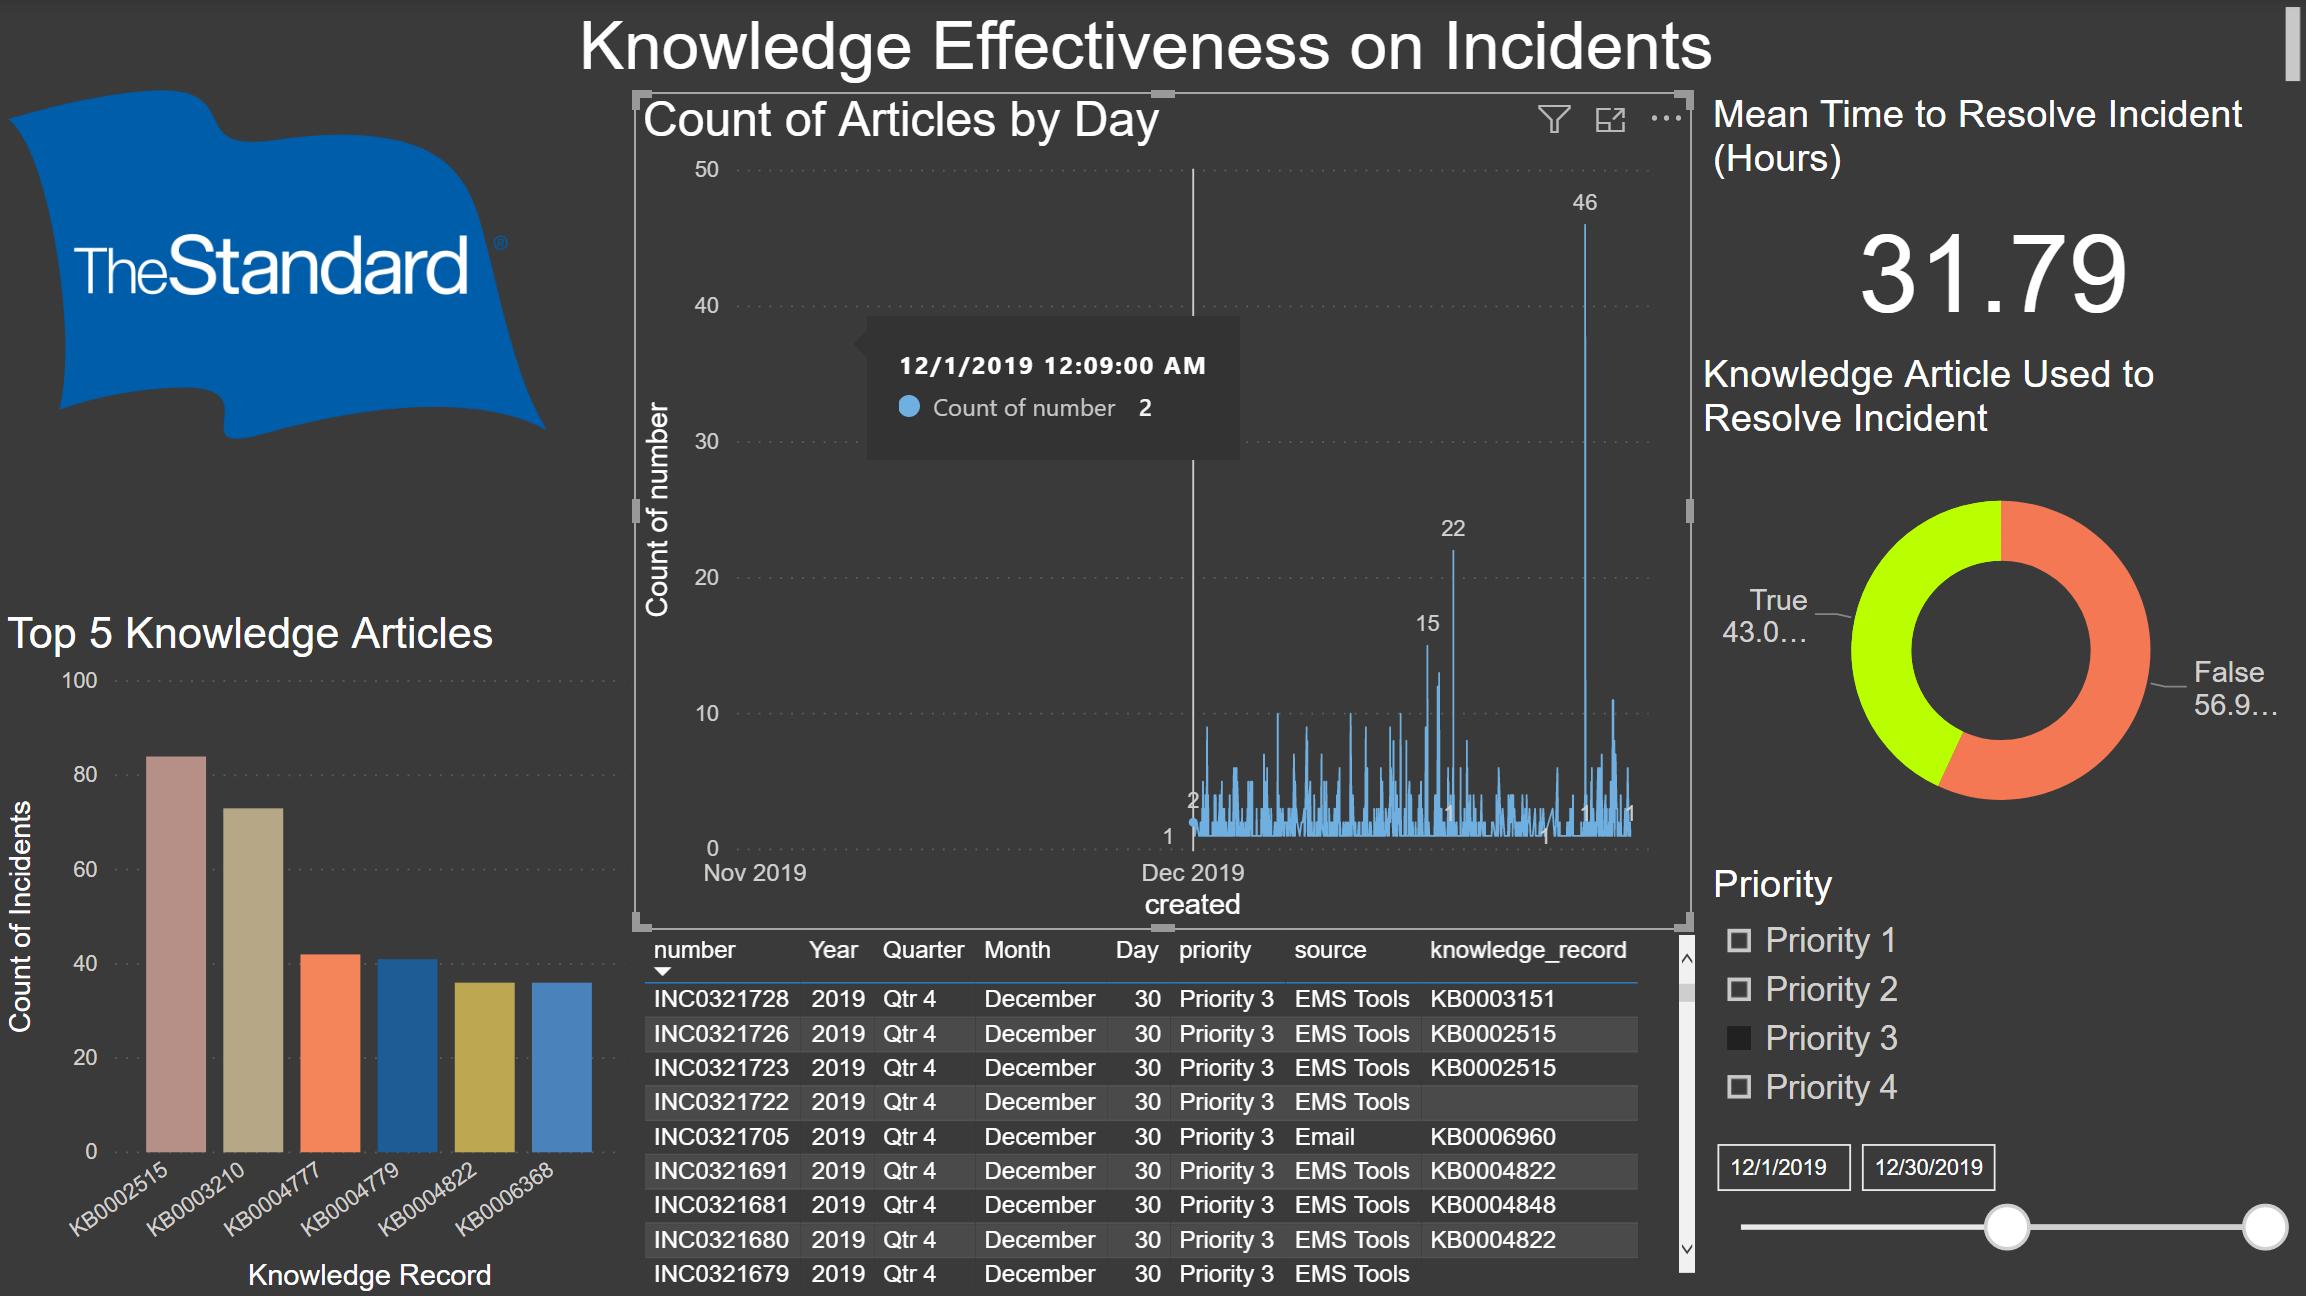 Knowledge Effectiveness on Incidents
TheStandard®
Count of Articles by Day
50
40
30
20
10
0
Count of number
46
22
15
2
1
1
1
1
1
12/1/2019 12:09:00 AM
Count of number 2
Nov 2019
Dec 2019
created
Mean Time to Resolve Incident
(Hours)
31.79
Knowledge Article Used to
Resolve Incident
True
43.0…
False
56.9…
Top 5 Knowledge Articles
100
80
60
40
20
0
Count of Incidents
KB0002515
KB0003210
KB0004777
KB0004779
KB0004822
KB0006368
Knowledge Record
number Year Quarter Month Day priority source knowledge_record
INC0321728 2019 Qtr 4 December 30 Priority 3 EMS Tools KB0003151
INC0321726 2019 Qtr 4 December 30 Priority 3 EMS Tools KB0002515
INC0321723 2019 Qtr 4 December 30 Priority 3 EMS Tools KB0002515
INC0321722 2019 Qtr 4 December 30 Priority 3 EMS Tools
INC0321705 2019 Qtr 4 December 30 Priority 3 Email KB0006960
INC0321691 2019 Qtr 4 December 30 Priority 3 EMS Tools KB0004822
INC0321681 2019 Qtr 4 December 30 Priority 3 EMS Tools KB0004848
INC0321680 2019 Qtr 4 December 30 Priority 3 EMS Tools KB0004822
INC0321679 2019 Qtr 4 December 30 Priority 3 EMS Tools
Priority
Priority 1
Priority 2
Priority 3
Priority 4
12/1/2019
12/30/2019